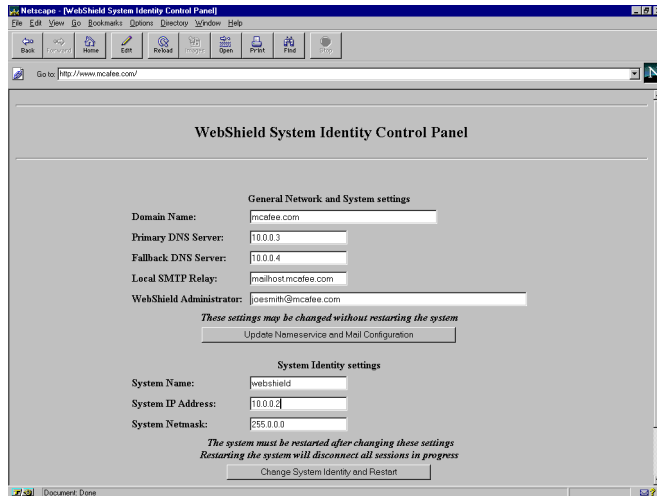 Netscape - [WebShield System Identity Control Panel]
File Edit View Go Bookmarks Options Directory Window Help
Back Forward Home Edit Reload Images Open Print Find Stop
Go to: http://www.mcafee.com/
N
WebShield System Identity Control Panel
General Network and System settings
Domain Name: mcafee.com
Primary DNS Server: 10.0.0.3
Fallback DNS Server: 10.0.0.4
Local SMTP Relay: mailhost.mcafee.com
WebShield Administrator: joesmith@mcafee.com
These settings may be changed without restarting the system
Update Nameservice and Mail Configuration
System Identity settings
System Name: webshield
System IP Address: 10.0.0.2
System Netmask: 255.0.0.0
The system must be restarted after changing these settings
Restarting the system will disconnect all sessions in progress
Change System Identity and Restart
Document: Done